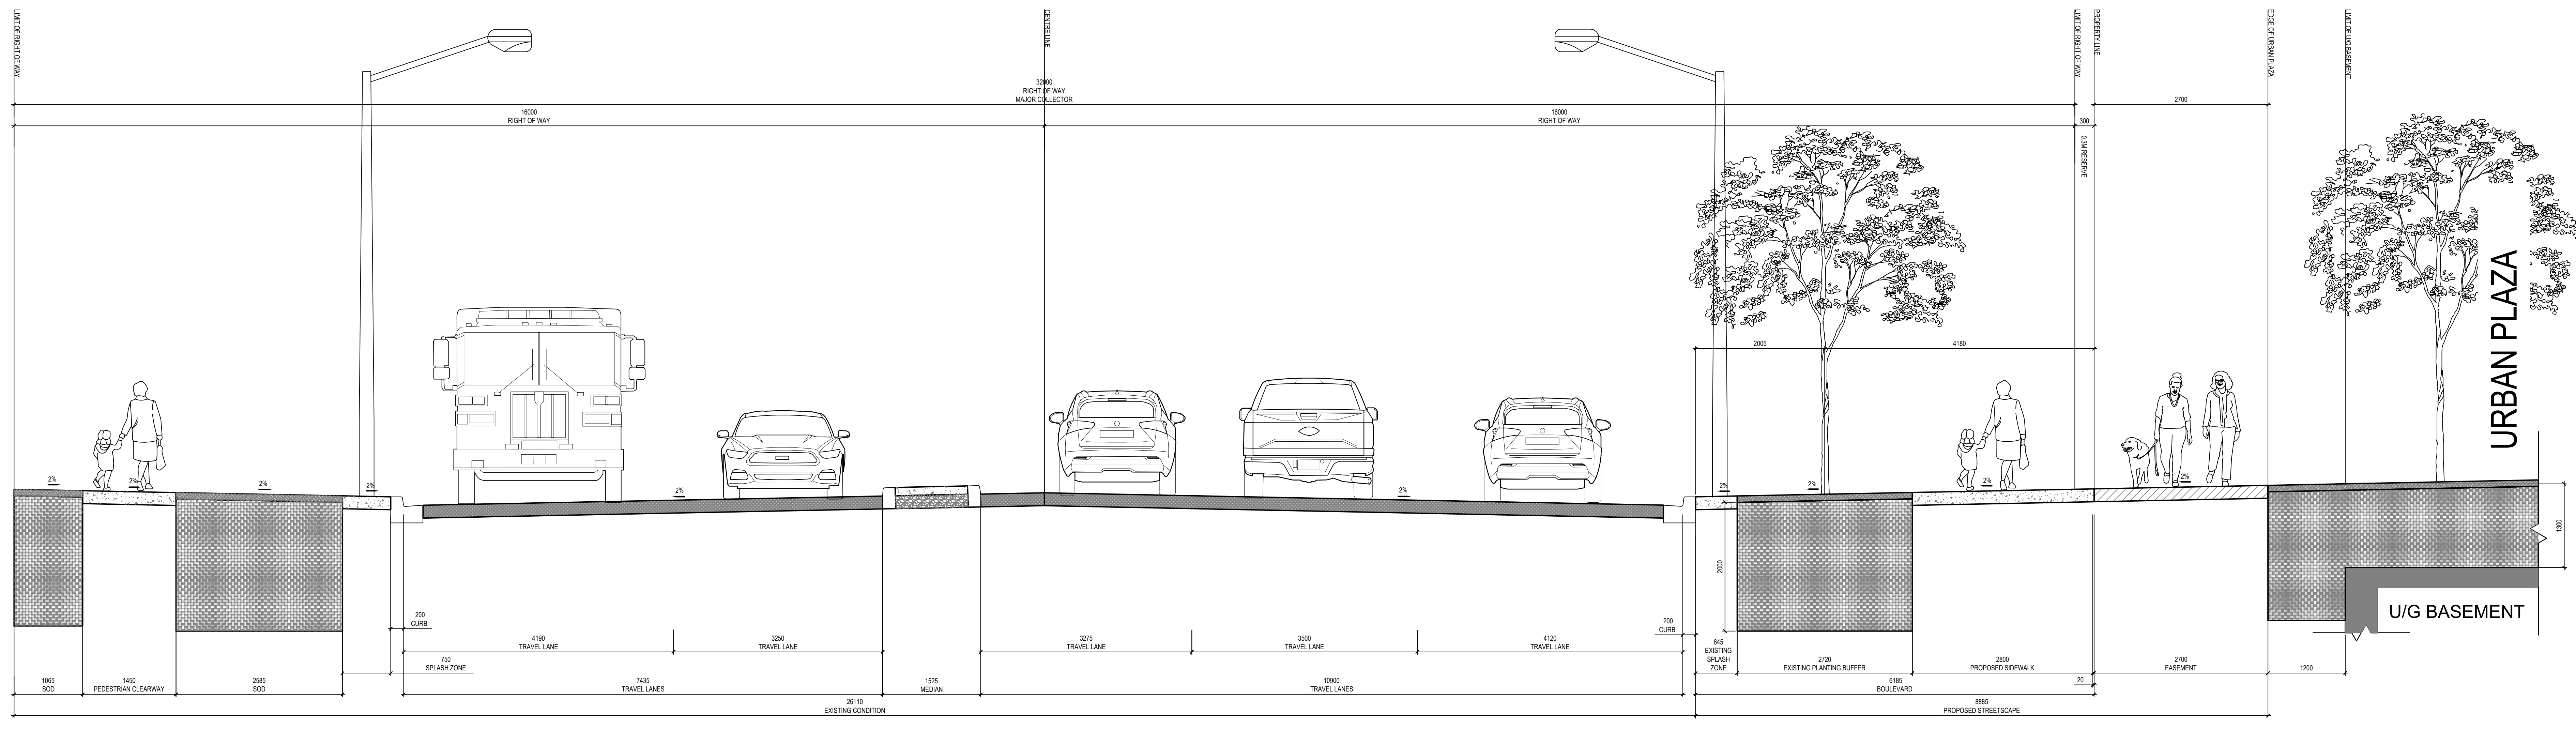 LIMIT OF RIGHT OF WAY
CENTRE LINE
LIMIT OF RIGHT OF WAY
PROPERTY LINE
EDGE OF URBAN PLAZA
LIMIT OF U/G BASEMENT
32000
RIGHT OF WAY
MAJOR COLLECTOR
2700
16000
RIGHT OF WAY
16000
RIGHT OF WAY
300
0.3M RESERVE
URBAN PLAZA
2005
4180
2%
2%
2%
2%
2%
2%
2%
2%
2%
2%
1300
2000
U/G BASEMENT
200
CURB
4190
TRAVEL LANE
3250
TRAVEL LANE
3275
TRAVEL LANE
3500
TRAVEL LANE
4120
TRAVEL LANE
200
CURB
645
EXISTING
SPLASH
ZONE
750
SPLASH ZONE
2720
EXISTING PLANTING BUFFER
2800
PROPOSED SIDEWALK
2700
EASEMENT
1200
1065
SOD
1450
PEDESTRIAN CLEARWAY
2585
SOD
7435
TRAVEL LANES
1525
MEDIAN
10900
TRAVEL LANES
6185
BOULEVARD
20
26110
EXISTING CONDITION
8885
PROPOSED STREETSCAPE